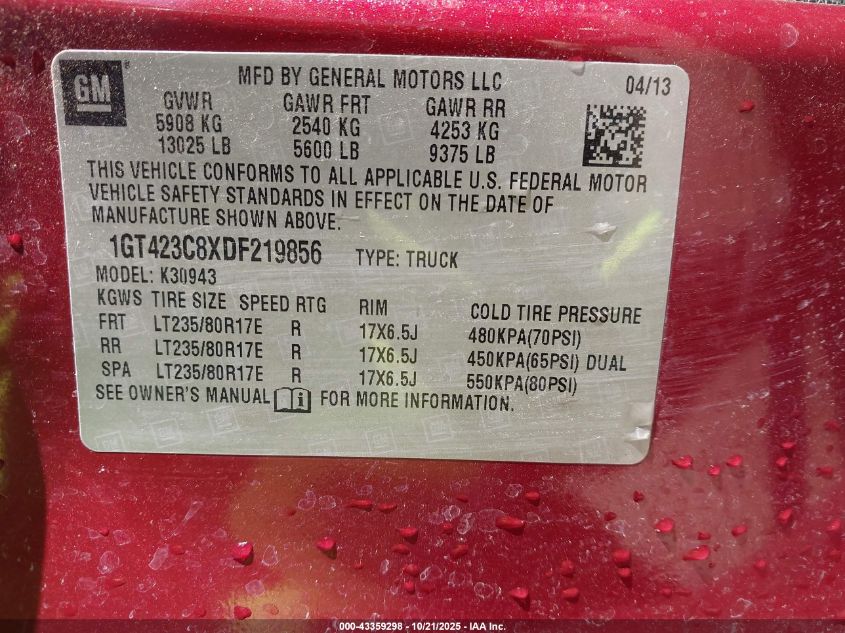 GM
MFD BY GENERAL MOTORS LLC 04/13
GVWR GAWR FRT GAWR RR
5908 KG 2540 KG 4253 KG
13025 LB 5600 LB 9375 LB
THIS VEHICLE CONFORMS TO ALL APPLICABLE U.S. FEDERAL MOTOR
VEHICLE SAFETY STANDARDS IN EFFECT ON THE DATE OF
MANUFACTURE SHOWN ABOVE.
1GT423C8XDF219856 TYPE: TRUCK
MODEL: K30943
KGWS TIRE SIZE SPEED RTG RIM COLD TIRE PRESSURE
FRT LT235/80R17E R 17X6.5J 480KPA(70PSI)
RR LT235/80R17E R 17X6.5J 450KPA(65PSI) DUAL
SPA LT235/80R17E R 17X6.5J 550KPA(80PSI)
SEE OWNER'S MANUAL i FOR MORE INFORMATION.
000-43359298 - 10/21/2025 - IAA Inc.